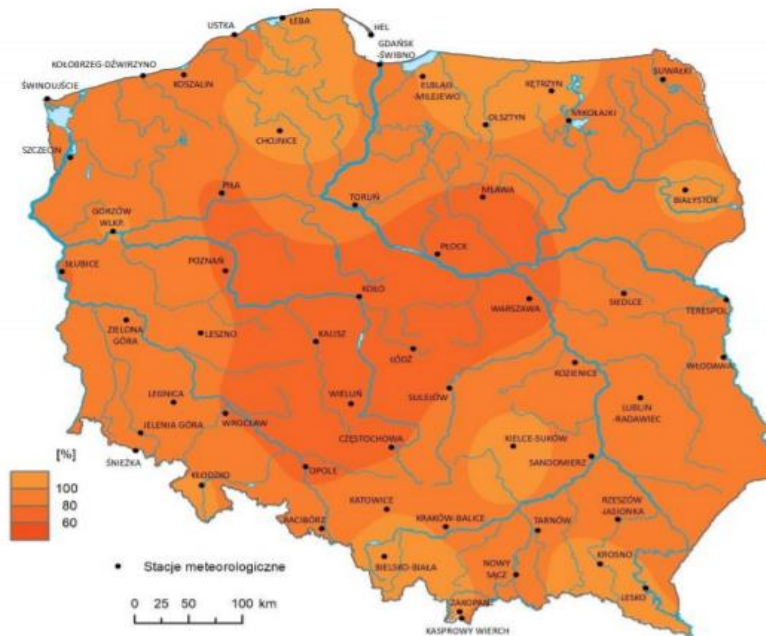 ŁEBA
USTKA
HEL
GDAŃSK
-ŚWIBNO
KOŁOBRZEG-DŹWIRZYNO
KOSZALIN
ŚWINOUJŚCIE
ELBLĄG
-MILEJEWO
KĘTRZYN
SUWAŁKI
OLSZTYN
MIKOŁAJKI
CHOJNICE
SZCZECIN
PIŁA
TORUŃ
MŁAWA
BIAŁYSTOK
GORZÓW
WLKP.
PŁOCK
SŁUBICE
POZNAŃ
KOŁO
WARSZAWA
SIEDLCE
TERESPOL
ZIELONA
GÓRA
LESZNO
KALISZ
ŁÓDŹ
KOZIENICE
WŁODAWA
LEGNICA
WIELUŃ
SULEJÓW
LUBLIN
-RADAWIEC
JELENIA GÓRA
WROCŁAW
CZĘSTOCHOWA
KIELCE-SUKÓW
SANDOMIERZ
ŚNIEŻKA
KŁODZKO
OPOLE
KATOWICE
RACIBÓRZ
KRAKÓW-BALICE
TARNÓW
RZESZÓW
JASIONKA
BIELSKO-BIAŁA
NOWY
SĄCZ
KROSNO
LESKO
ZAKOPANE
KASPROWY WIERCH
[%]
100
80
60
Stacje meteorologiczne
0 25 50 100 km